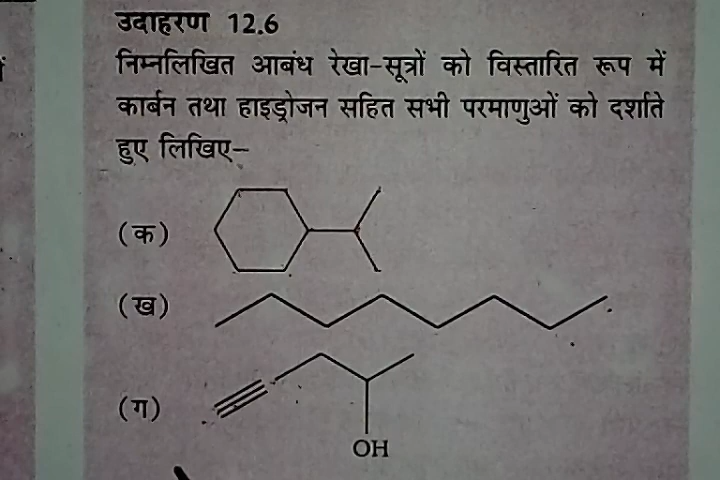 उदाहरण 12.6
निम्नलिखित आबंध रेखा-सूत्रों को विस्तारित रूप में
कार्बन तथा हाइड्रोजन सहित सभी परमाणुओं को दर्शाते
हुए लिखिए–
(क)
(ख)
(ग)
OH